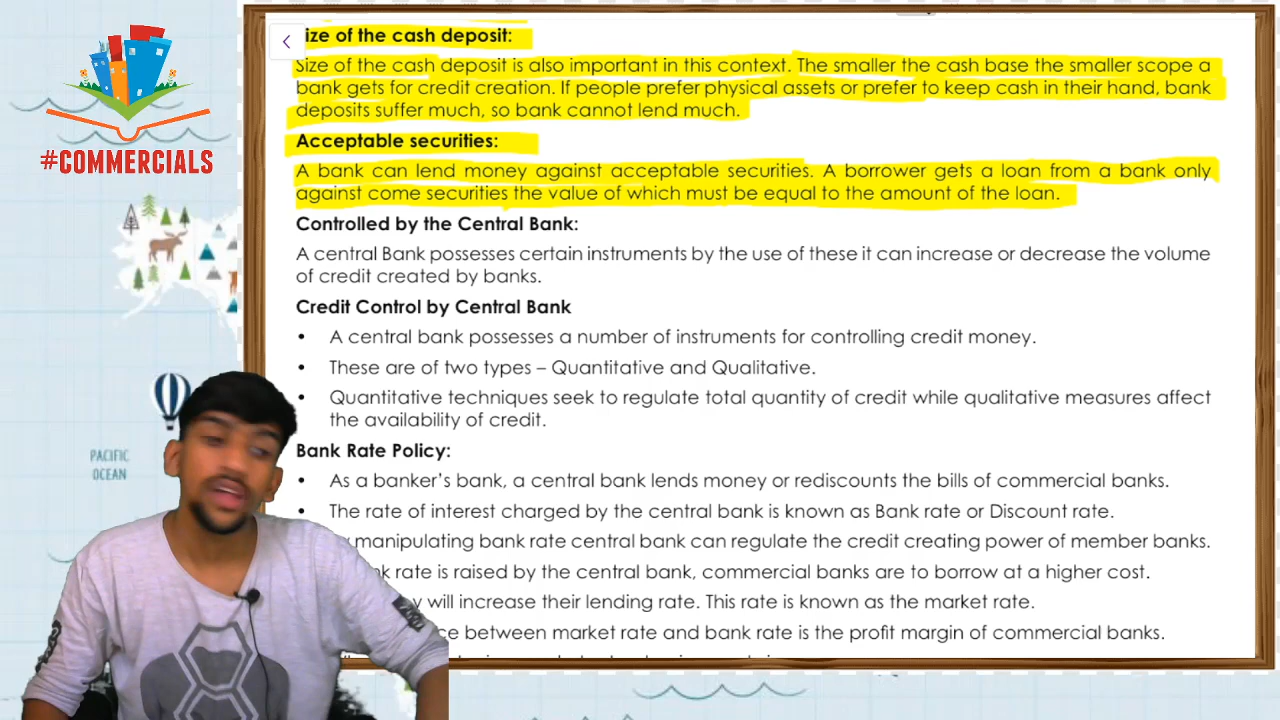 ize of the cash deposit:
Size of the cash deposit is also important in this context. The smaller the cash base the smaller scope a
bank gets for credit creation. If people prefer physical assets or prefer to keep cash in their hand, bank
deposits suffer much, so bank cannot lend much.
Acceptable securities:
A bank can lend money against acceptable securities. A borrower gets a loan from a bank only
against come securities the value of which must be equal to the amount of the loan.
Controlled by the Central Bank:
A central Bank possesses certain instruments by the use of these it can increase or decrease the volume
of credit created by banks.
Credit Control by Central Bank
• A central bank possesses a number of instruments for controlling credit money.
• These are of two types – Quantitative and Qualitative.
• Quantitative techniques seek to regulate total quantity of credit while qualitative measures affect
the availability of credit.
Bank Rate Policy:
• As a banker's bank, a central bank lends money or rediscounts the bills of commercial banks.
• The rate of interest charged by the central bank is known as Bank rate or Discount rate.
manipulating bank rate central bank can regulate the credit creating power of member banks.
rate is raised by the central bank, commercial banks are to borrow at a higher cost.
will increase their lending rate. This rate is known as the market rate.
between market rate and bank rate is the profit margin of commercial banks.
#COMMERCIALS
PACIFIC
OCEAN